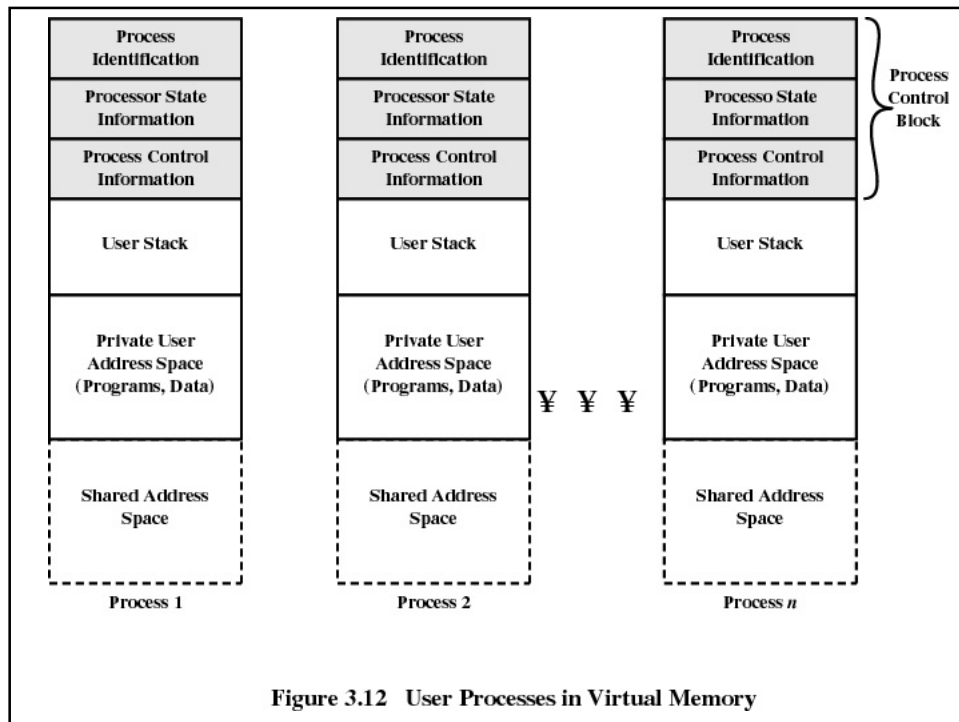 Process
Identification
Processor State
Information
Process Control
Information
User Stack
Private User
Address Space
(Programs, Data)
Shared Address
Space
Process 1
Process
Identification
Processor State
Information
Process Control
Information
User Stack
Private User
Address Space
(Programs, Data)
Shared Address
Space
Process 2
¥ ¥ ¥
Process
Identification
Processo State
Information
Process Control
Information
User Stack
Private User
Address Space
(Programs, Data)
Shared Address
Space
Process n
Process
Control
Block
Figure 3.12 User Processes in Virtual Memory